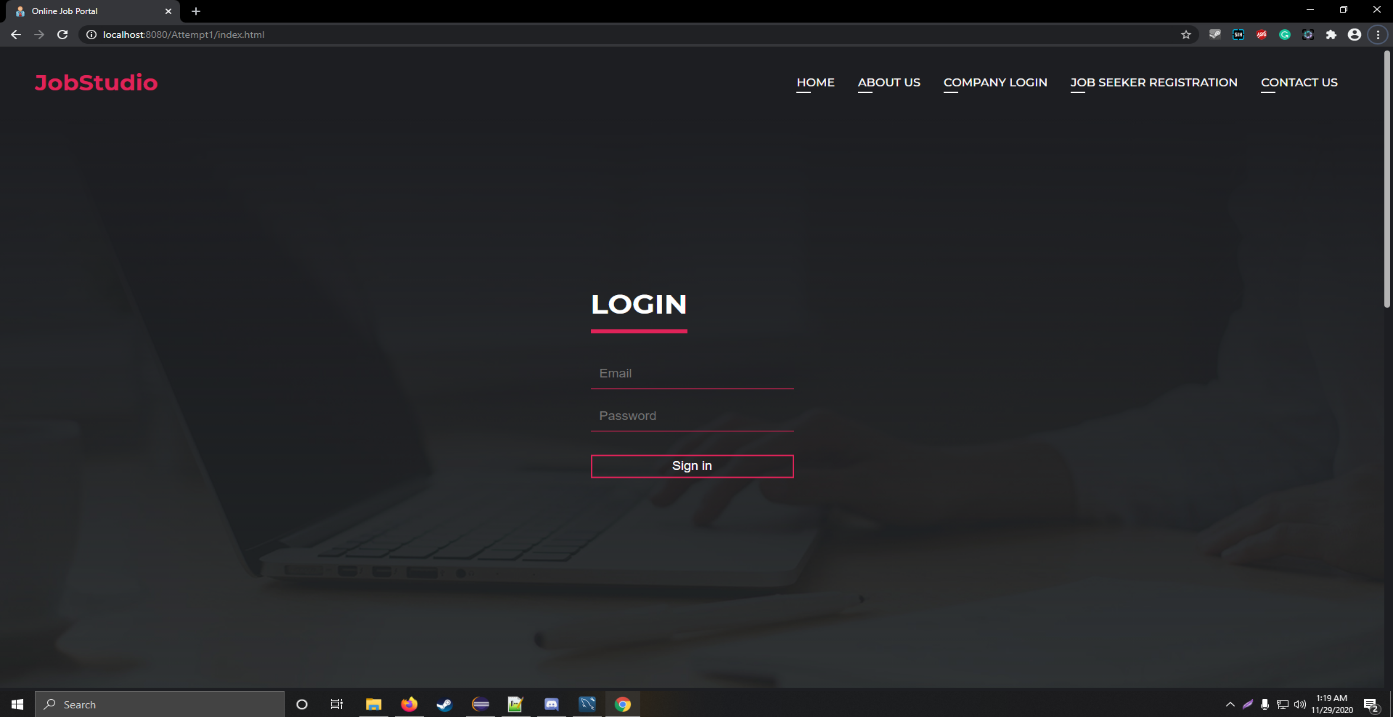 Online Job Portal
localhost:8080/Attempt1/index.html
JobStudio
HOME ABOUT US COMPANY LOGIN JOB SEEKER REGISTRATION CONTACT US
LOGIN
Email
Password
Sign in
Search
1:19 AM
11/29/2020
2